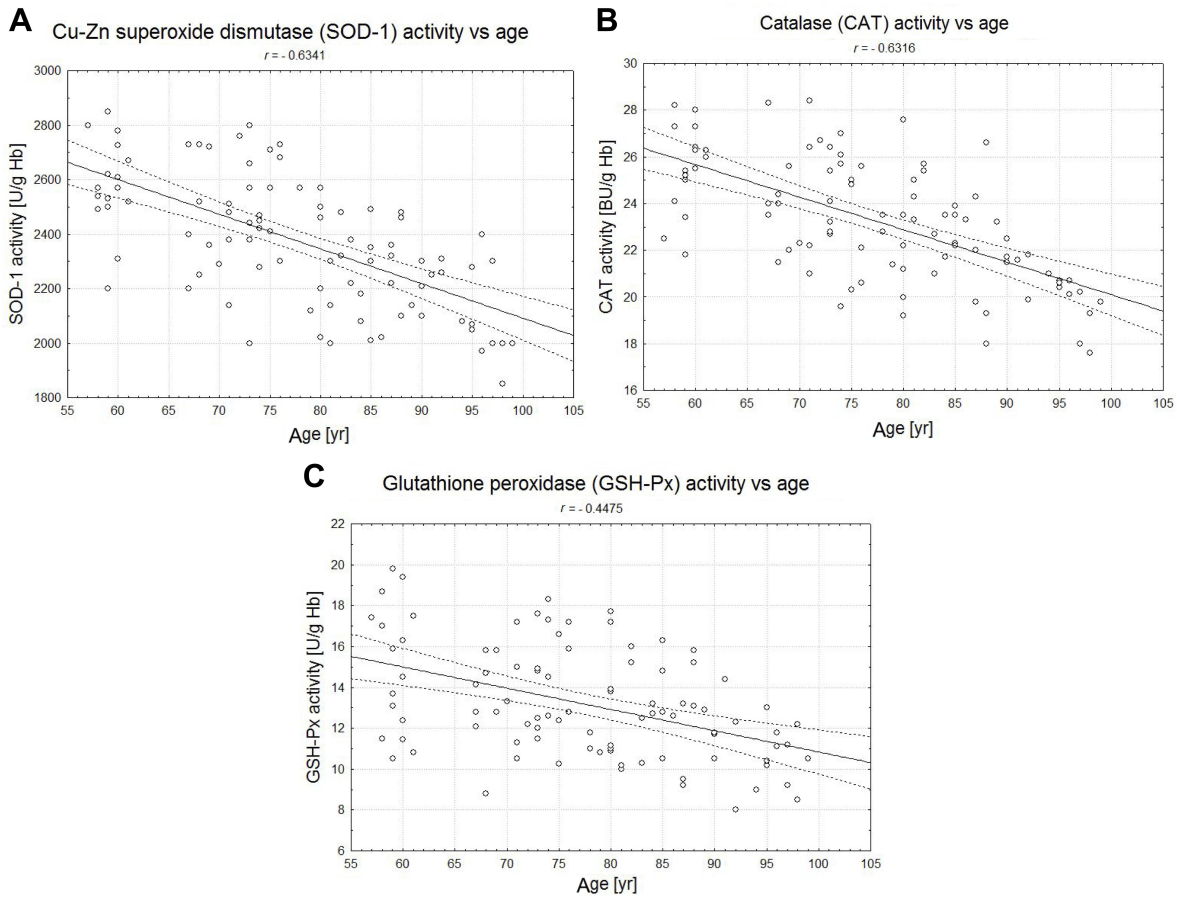 A
Cu-Zn superoxide dismutase (SOD-1) activity vs age
r = - 0.6341
3000
2800
2600
2400
2200
2000
1800
SOD-1 activity [U/g Hb]
55 60 65 70 75 80 85 90 95 100 105
Age [yr]
B
Catalase (CAT) activity vs age
r = - 0.6316
30
28
26
24
22
20
18
16
CAT activity [BU/g Hb]
55 60 65 70 75 80 85 90 95 100 105
Age [yr]
C
Glutathione peroxidase (GSH-Px) activity vs age
r = - 0.4475
22
20
18
16
14
12
10
8
6
GSH-Px activity [U/g Hb]
55 60 65 70 75 80 85 90 95 100 105
Age [yr]